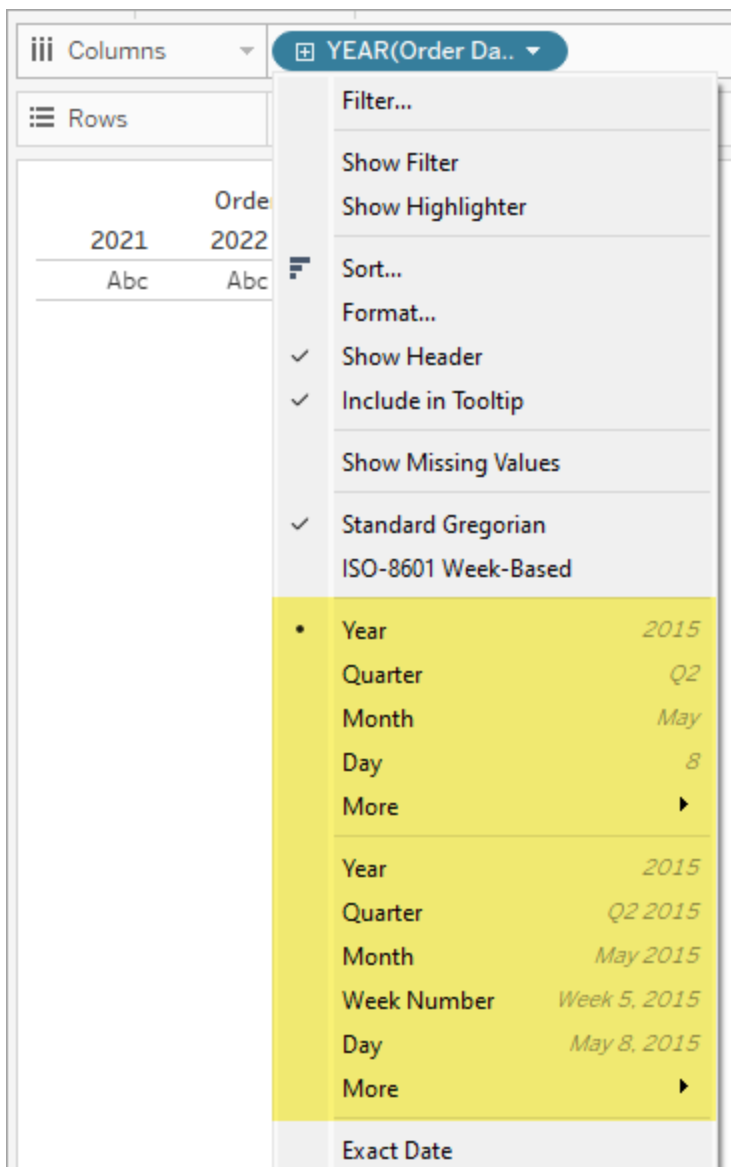 Columns YEAR(Order Da..
Rows
Filter...
Show Filter
Show Highlighter
Orde
2021 2022
Abc Abc
Sort...
Format...
Show Header
Include in Tooltip
Show Missing Values
Standard Gregorian
ISO-8601 Week-Based
Year 2015
Quarter Q2
Month May
Day 8
More
Year 2015
Quarter Q2 2015
Month May 2015
Week Number Week 5, 2015
Day May 8, 2015
More
Exact Date